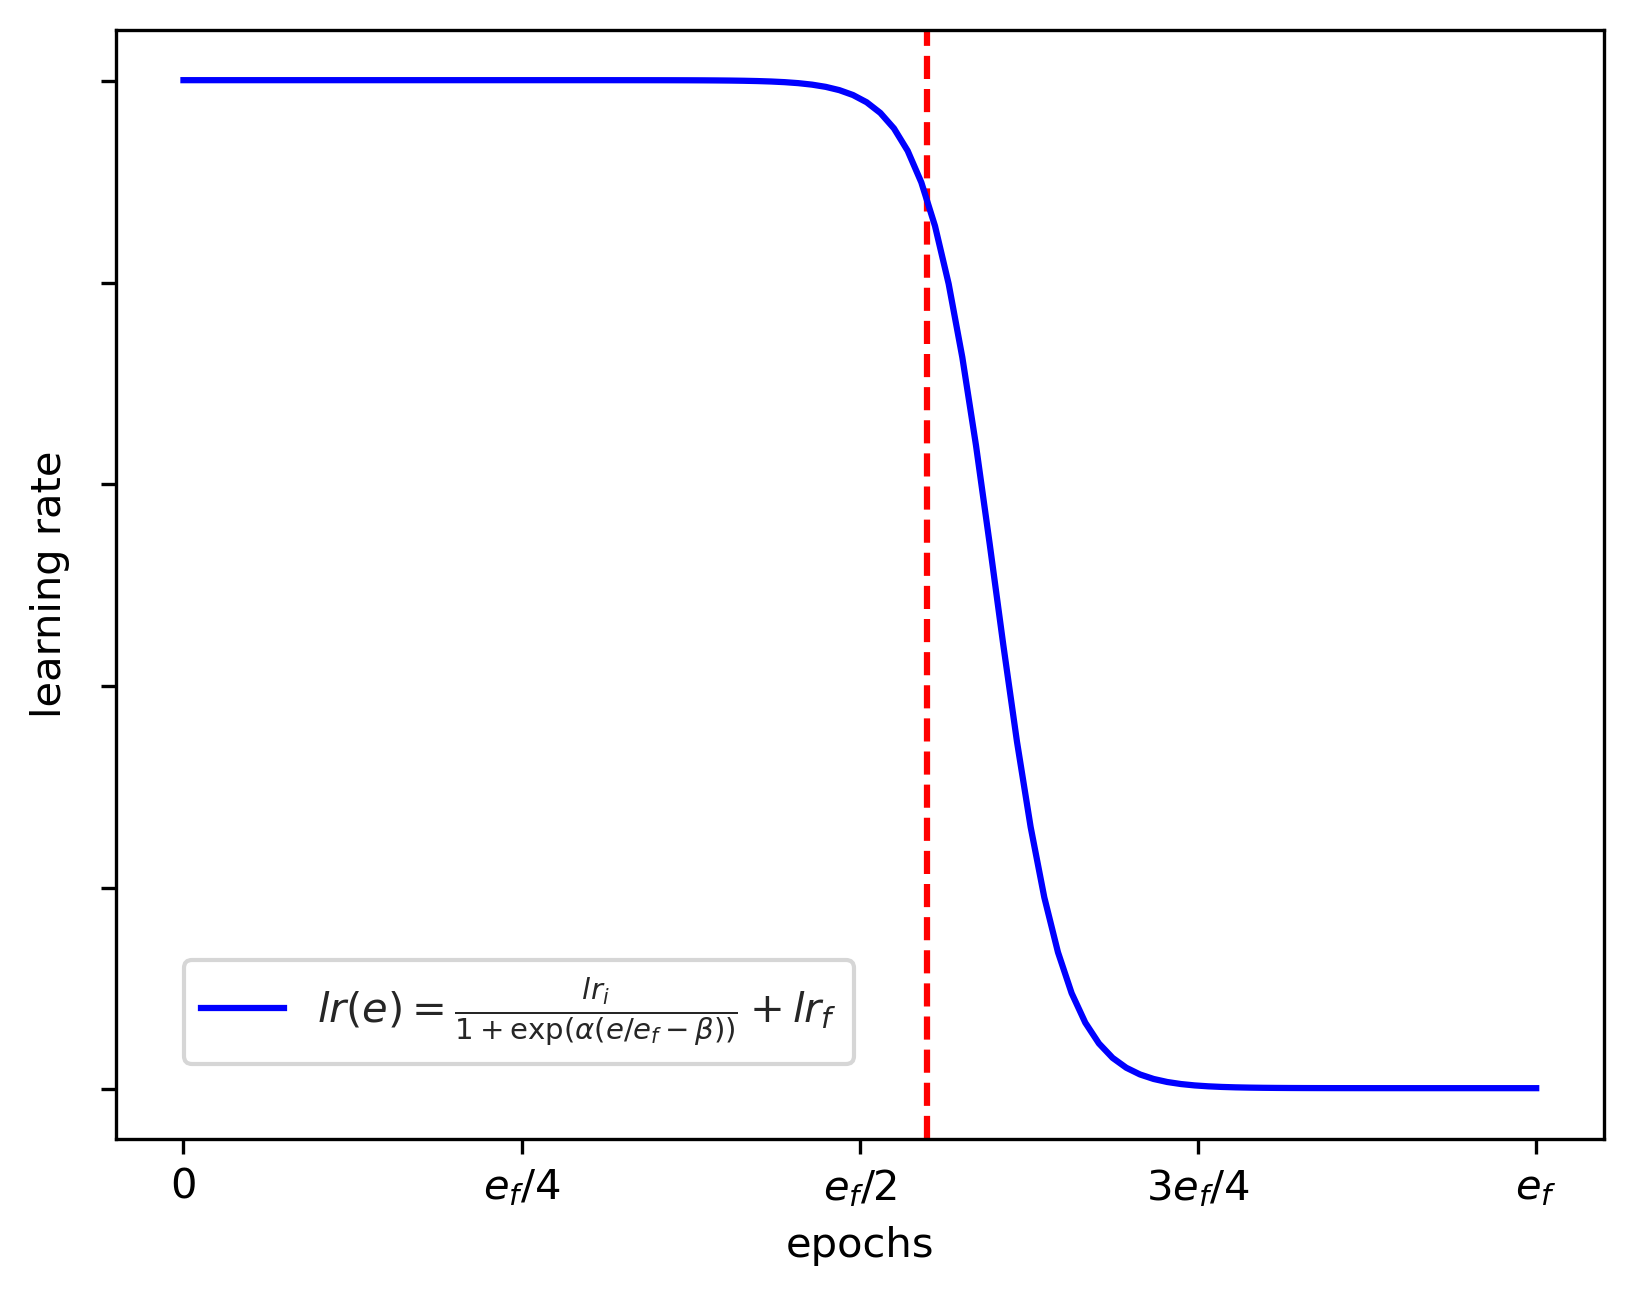 learning rate
lr(e) = lr_i / (1 + exp(α(e/e_f − β))) + lr_f
0 e_f/4 e_f/2 3e_f/4 e_f
epochs